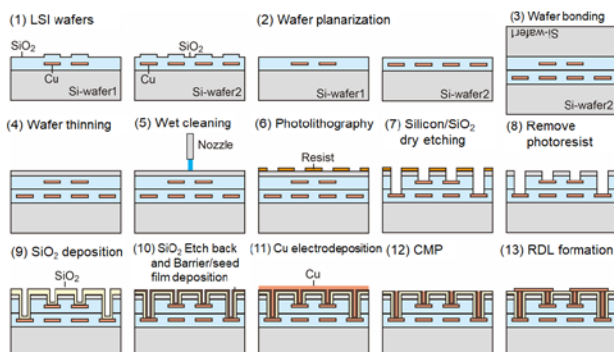 (1) LSI wafers
SiO2
Cu
Si-wafer1
SiO2
Cu
Si-wafer2
(2) Wafer planarization
Si-wafer1
Si-wafer2
(3) Wafer bonding
Si-wafer1
Si-wafer2
(4) Wafer thinning
(5) Wet cleaning
Nozzle
(6) Photolithography
Resist
(7) Silicon/SiO2
dry etching
(8) Remove
photoresist
(9) SiO2 deposition
SiO2
(10) SiO2 Etch back
and Barrier/seed
film deposition
(11) Cu electrodeposition
Cu
(12) CMP
(13) RDL formation